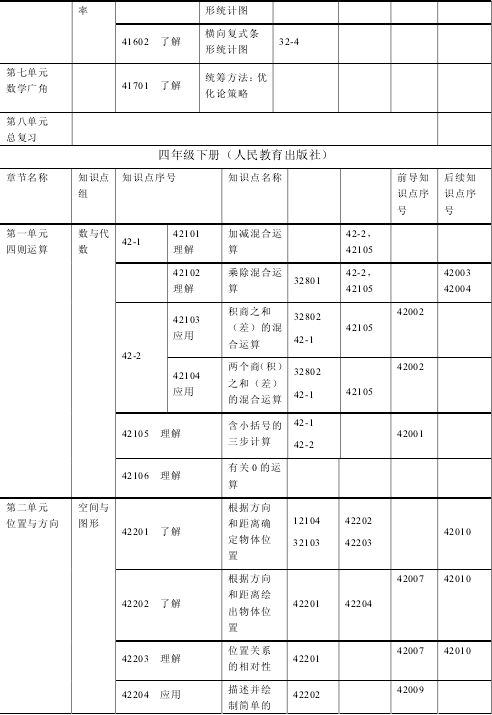 率
形统计图
41602 了解
横向复式条
形统计图
32-4
第七单元
数学广角
41701 了解
统筹方法：优
化论策略
第八单元
总复习
四年级下册（人民教育出版社）
章节名称
知识点
组
知识点序号
知识点名称
前导知
识点序
号
后续知
识点序
号
第一单元
四则运算
数与代
数
42-1
42101
理解
加减混合运
算
42-2，
42105
42102
理解
乘除混合运
算
32801
42-2，
42105
42003
42004
42-2
42103
应用
积商之和
（差）的混
合运算
32802
42-1
42105
42002
42104
应用
两个商（积）
之和（差）
的混合运算
32802
42-1
42105
42002
42105 理解
含小括号的
三步计算
42-1
42-2
42001
42106 理解
有关 0 的运
算
第二单元
位置与方向
空间与
图形
42201 了解
根据方向
和距离确
定物体位
置
12104
32103
42202
42203
42010
42202 了解
根据方向
和距离绘
出物体位
置
42201
42204
42007
42010
42203 理解
位置关系
的相对性
42201
42007
42010
42204 应用
描述并绘
制简单的
42202
42009